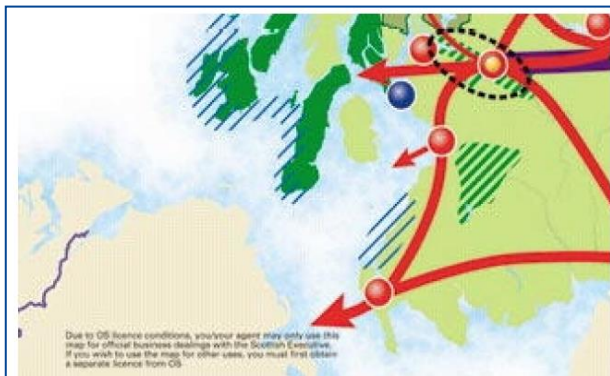 Due to OS licence conditions, you/your agent may only use this
map for official business dealings with the Scottish Executive.
If you wish to use the map for other uses, you must first obtain
a separate licence from OS